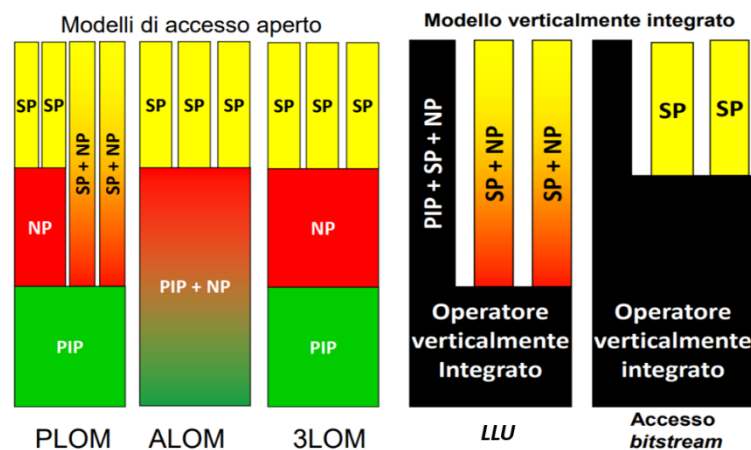 Modelli di accesso aperto
SP
SP
SP + NP
SP + NP
NP
PIP
PLOM
SP
SP
SP
PIP + NP
ALOM
SP
SP
SP
NP
PIP
3LOM
Modello verticalmente integrato
PIP + SP + NP
SP + NP
SP + NP
Operatore
verticalmente
Integrato
LLU
SP
SP
Operatore
verticalmente
integrato
Accesso
bitstream